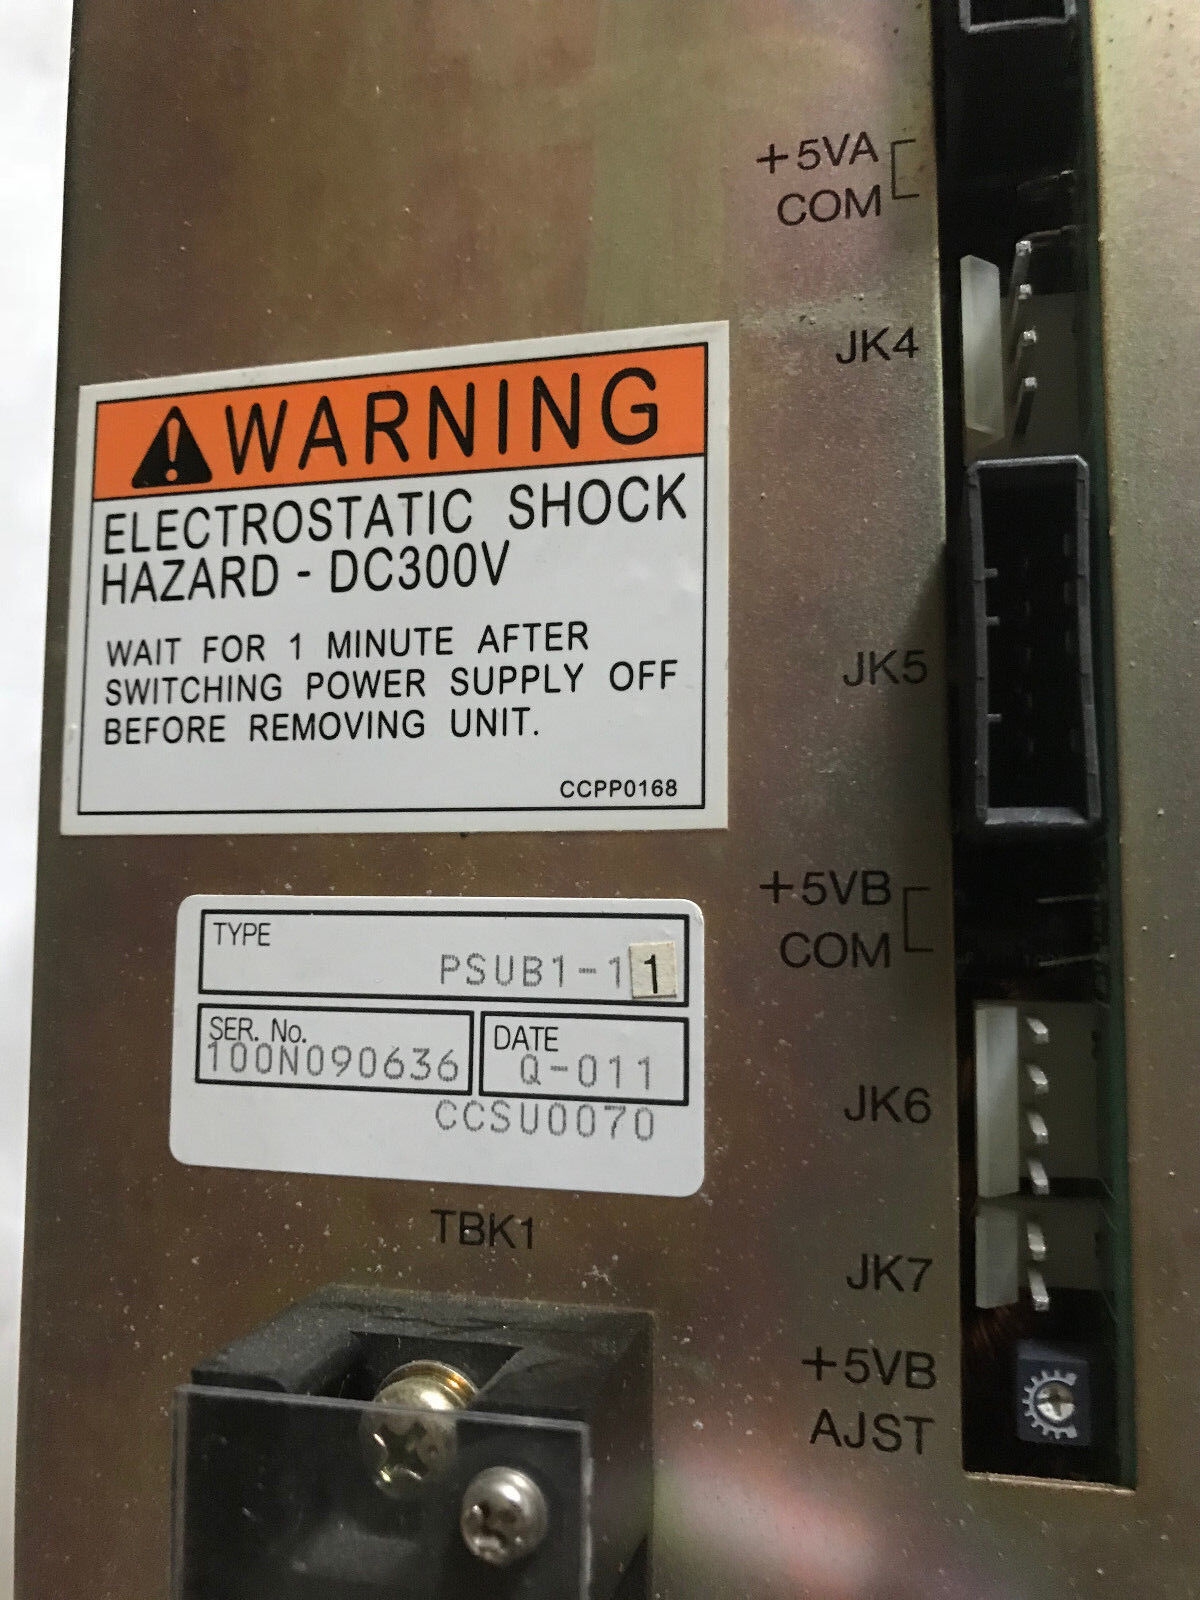 +5VA
COM
JK4
WARNING
ELECTROSTATIC SHOCK
HAZARD - DC300V
WAIT FOR 1 MINUTE AFTER
SWITCHING POWER SUPPLY OFF
BEFORE REMOVING UNIT.
CCPP0168
JK5
+5VB
COM
TYPE
PSUB1-11
SER. No.
100N090636
DATE
Q-011
CCSU0070
JK6
TBK1
JK7
+5VB
AJST